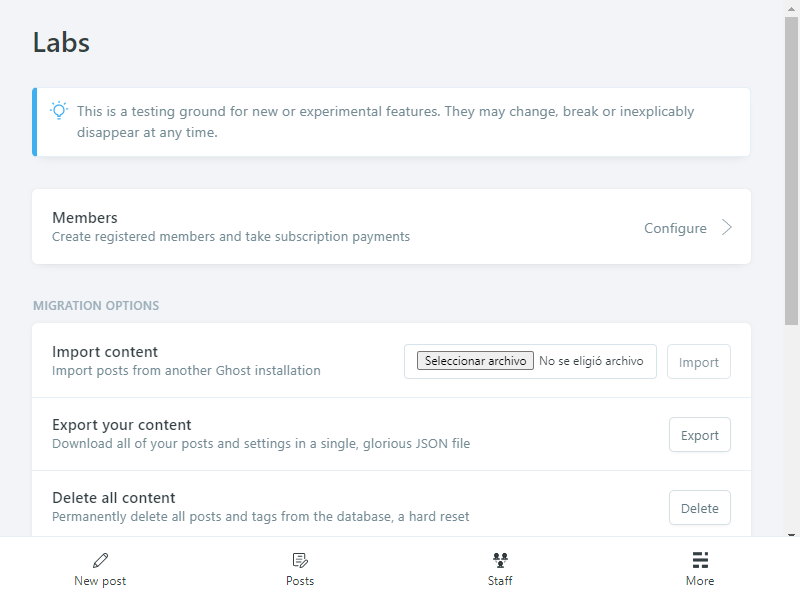 Labs
This is a testing ground for new or experimental features. They may change, break or inexplicably
disappear at any time.
Members
Create registered members and take subscription payments
Configure
MIGRATION OPTIONS
Import content
Import posts from another Ghost installation
Seleccionar archivo No se eligió archivo
Import
Export your content
Download all of your posts and settings in a single, glorious JSON file
Export
Delete all content
Permanently delete all posts and tags from the database, a hard reset
Delete
New post
Posts
Staff
More